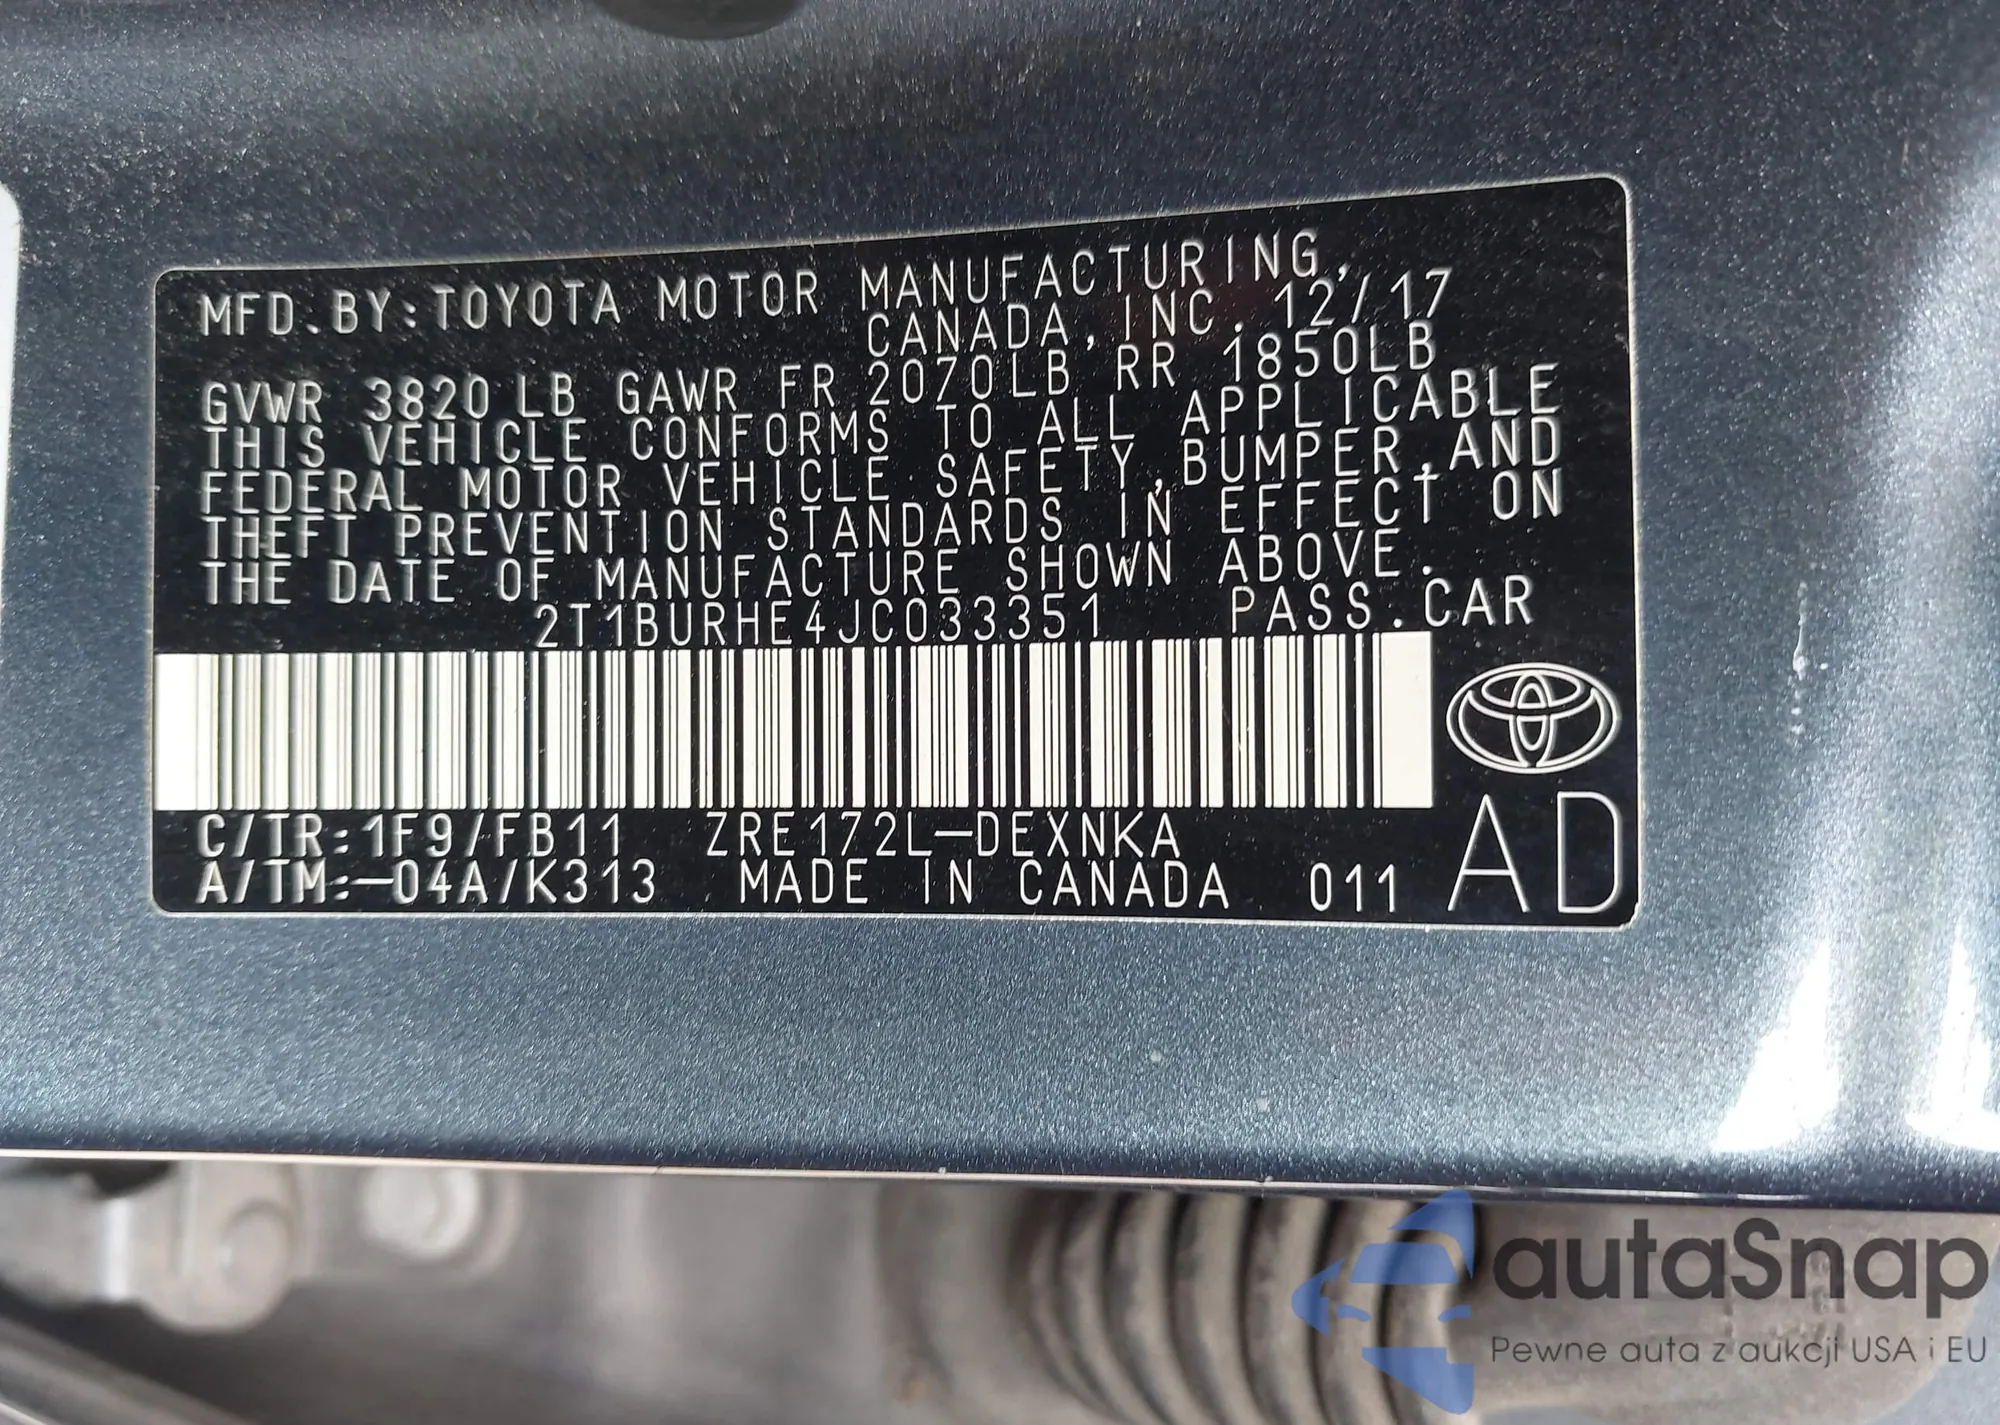 MFD.BY:TOYOTA MOTOR MANUFACTURING,
CANADA,INC. 12/17
GVWR 3820LB GAWR FR 2070LB RR 1850LB
THIS VEHICLE CONFORMS TO ALL APPLICABLE
FEDERAL MOTOR VEHICLE SAFETY,BUMPER,AND
THEFT PREVENTION STANDARDS IN EFFECT ON
THE DATE OF MANUFACTURE SHOWN ABOVE.
2T1BURHE4JC033351 PASS.CAR
C/TR:1F9/FB11 ZRE172L-DEXNKA
A/TM:-04A/K313 MADE IN CANADA 011
AD
autaSnap
Pewne auta z aukcji USA i EU